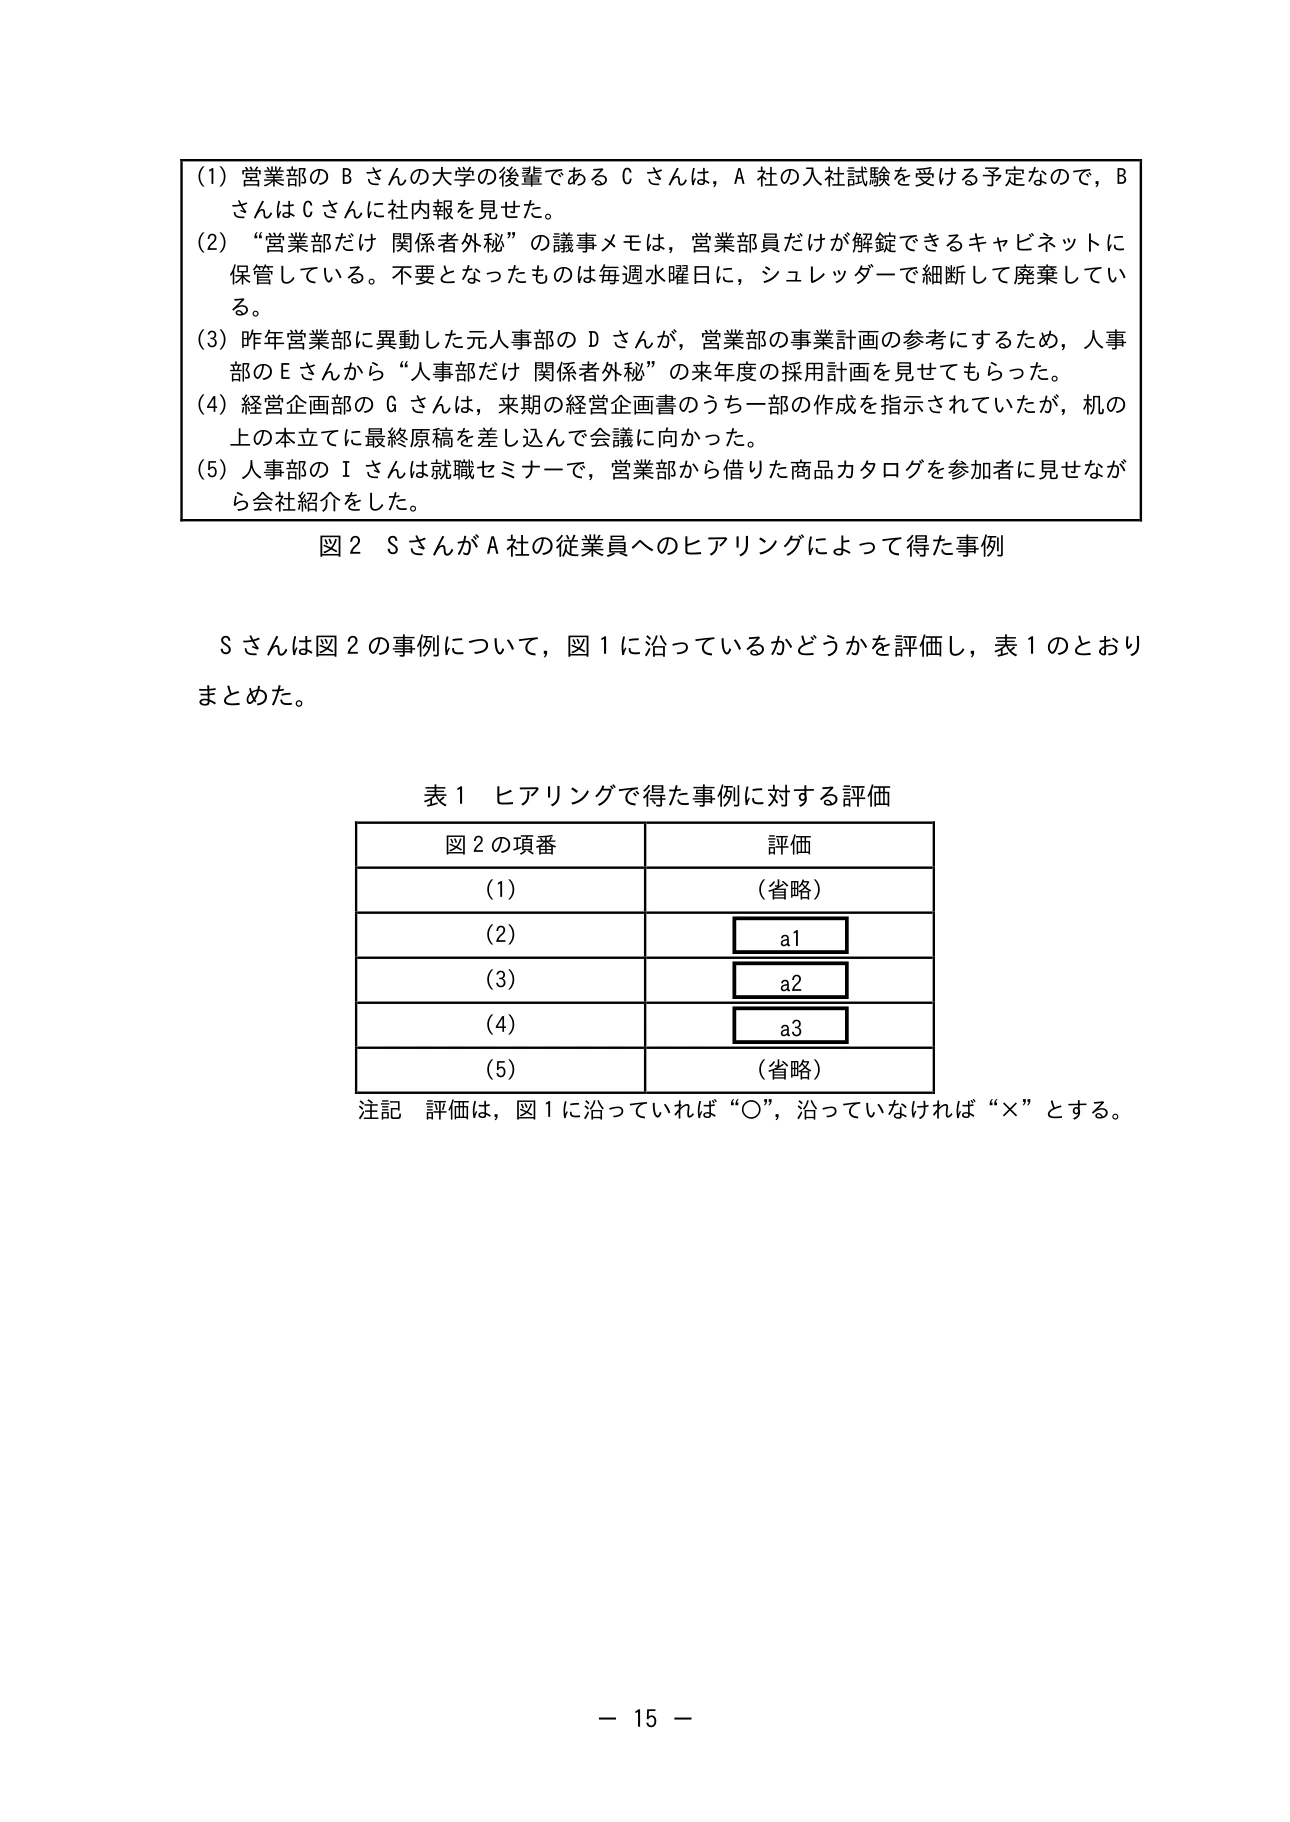 (1) 営業部の B さんの大学の後輩である C さんは，A 社の入社試験を受ける予定なので，B
さんは C さんに社内報を見せた。
(2) “営業部だけ 関係者外秘”の議事メモは，営業部員だけが解錠できるキャビネットに
保管している。不要となったものは毎週水曜日に，シュレッダーで細断して廃棄してい
る。
(3) 昨年営業部に異動した元人事部の D さんが，営業部の事業計画の参考にするため，人事
部の E さんから“人事部だけ 関係者外秘”の来年度の採用計画を見せてもらった。
(4) 経営企画部の G さんは，来期の経営企画書のうち一部の作成を指示されていたが，机の
上の本立てに最終原稿を差し込んで会議に向かった。
(5) 人事部の I さんは就職セミナーで，営業部から借りた商品カタログを参加者に見せなが
ら会社紹介をした。
図2　S さんが A 社の従業員へのヒアリングによって得た事例
S さんは図 2 の事例について，図 1 に沿っているかどうかを評価し，表 1 のとおり
まとめた。
表1　ヒアリングで得た事例に対する評価
図 2 の項番　評価
(1)　（省略）
(2)　a1
(3)　a2
(4)　a3
(5)　（省略）
注記　評価は，図 1 に沿っていれば“○”，沿っていなければ“×”とする。
－ 15 －